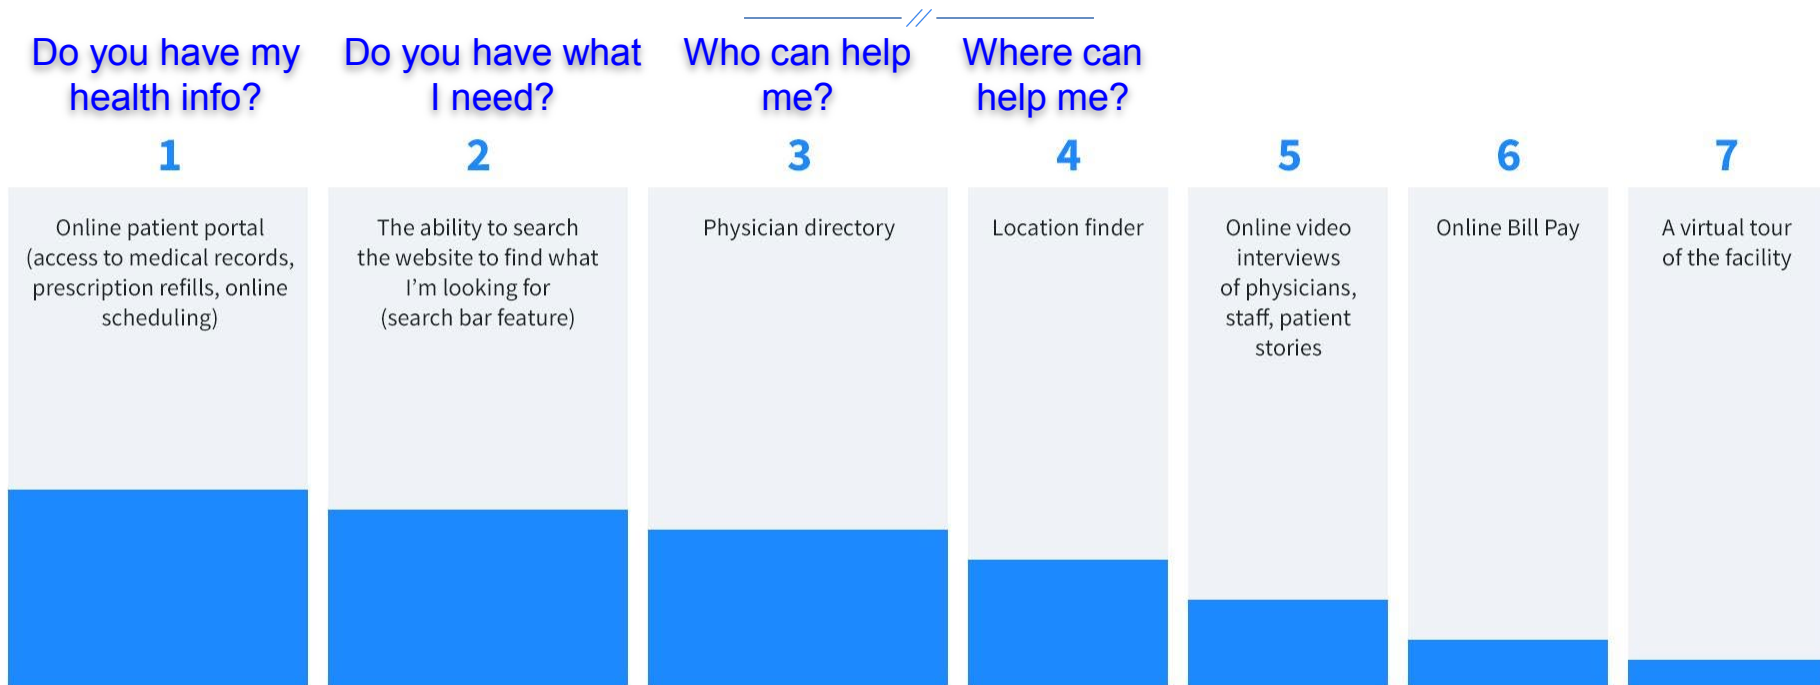 Do you have my
health info?
Do you have what
I need?
Who can help
me?
Where can
help me?
1
2
3
4
5
6
7
Online patient portal
(access to medical records,
prescription refills, online
scheduling)
The ability to search
the website to find what
I'm looking for
(search bar feature)
Physician directory
Location finder
Online video
interviews
of physicians,
staff, patient
stories
Online Bill Pay
A virtual tour
of the facility